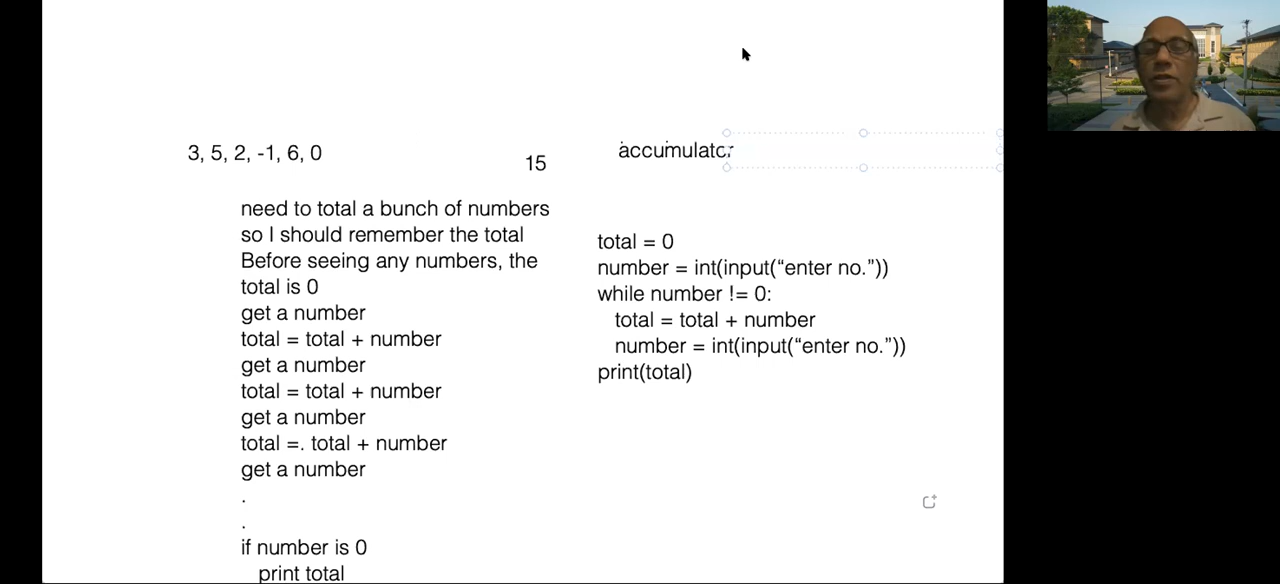 3, 5, 2, -1, 6, 0
15
accumulator
need to total a bunch of numbers
so I should remember the total
Before seeing any numbers, the
total is 0
get a number
total = total + number
get a number
total = total + number
get a number
total =. total + number
get a number
.
.
if number is 0
print total
total = 0
number = int(input(“enter no.”))
while number != 0:
total = total + number
number = int(input(“enter no.”))
print(total)